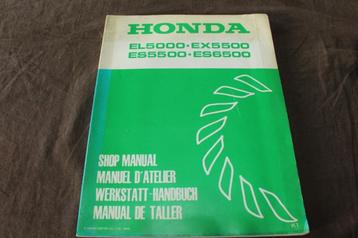 HONDA
EL5000·EX5500
ES5500·ES6500
SHOP MANUAL
MANUEL D'ATELIER
WERKSTATT-HANDBUCH
MANUAL DE TALLER